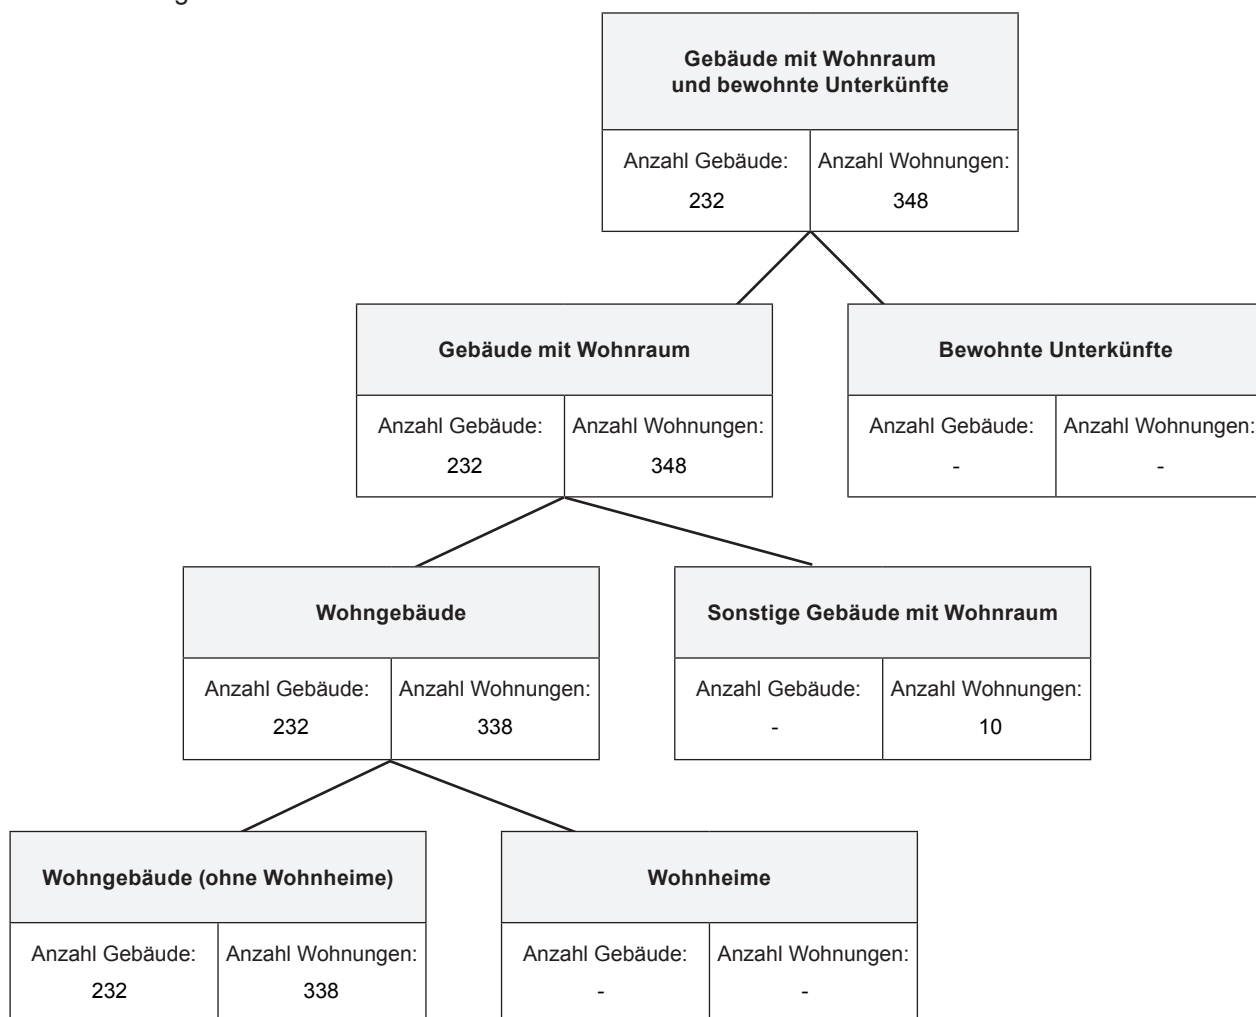 Gebäude mit Wohnraum
und bewohnte Unterkünfte
Anzahl Gebäude: Anzahl Wohnungen:
232 348
Gebäude mit Wohnraum Bewohnte Unterkünfte
Anzahl Gebäude: Anzahl Wohnungen: Anzahl Gebäude: Anzahl Wohnungen:
232 348 - -
Wohngebäude Sonstige Gebäude mit Wohnraum
Anzahl Gebäude: Anzahl Wohnungen: Anzahl Gebäude: Anzahl Wohnungen:
232 338 - 10
Wohngebäude (ohne Wohnheime) Wohnheime
Anzahl Gebäude: Anzahl Wohnungen: Anzahl Gebäude: Anzahl Wohnungen:
232 338 - -